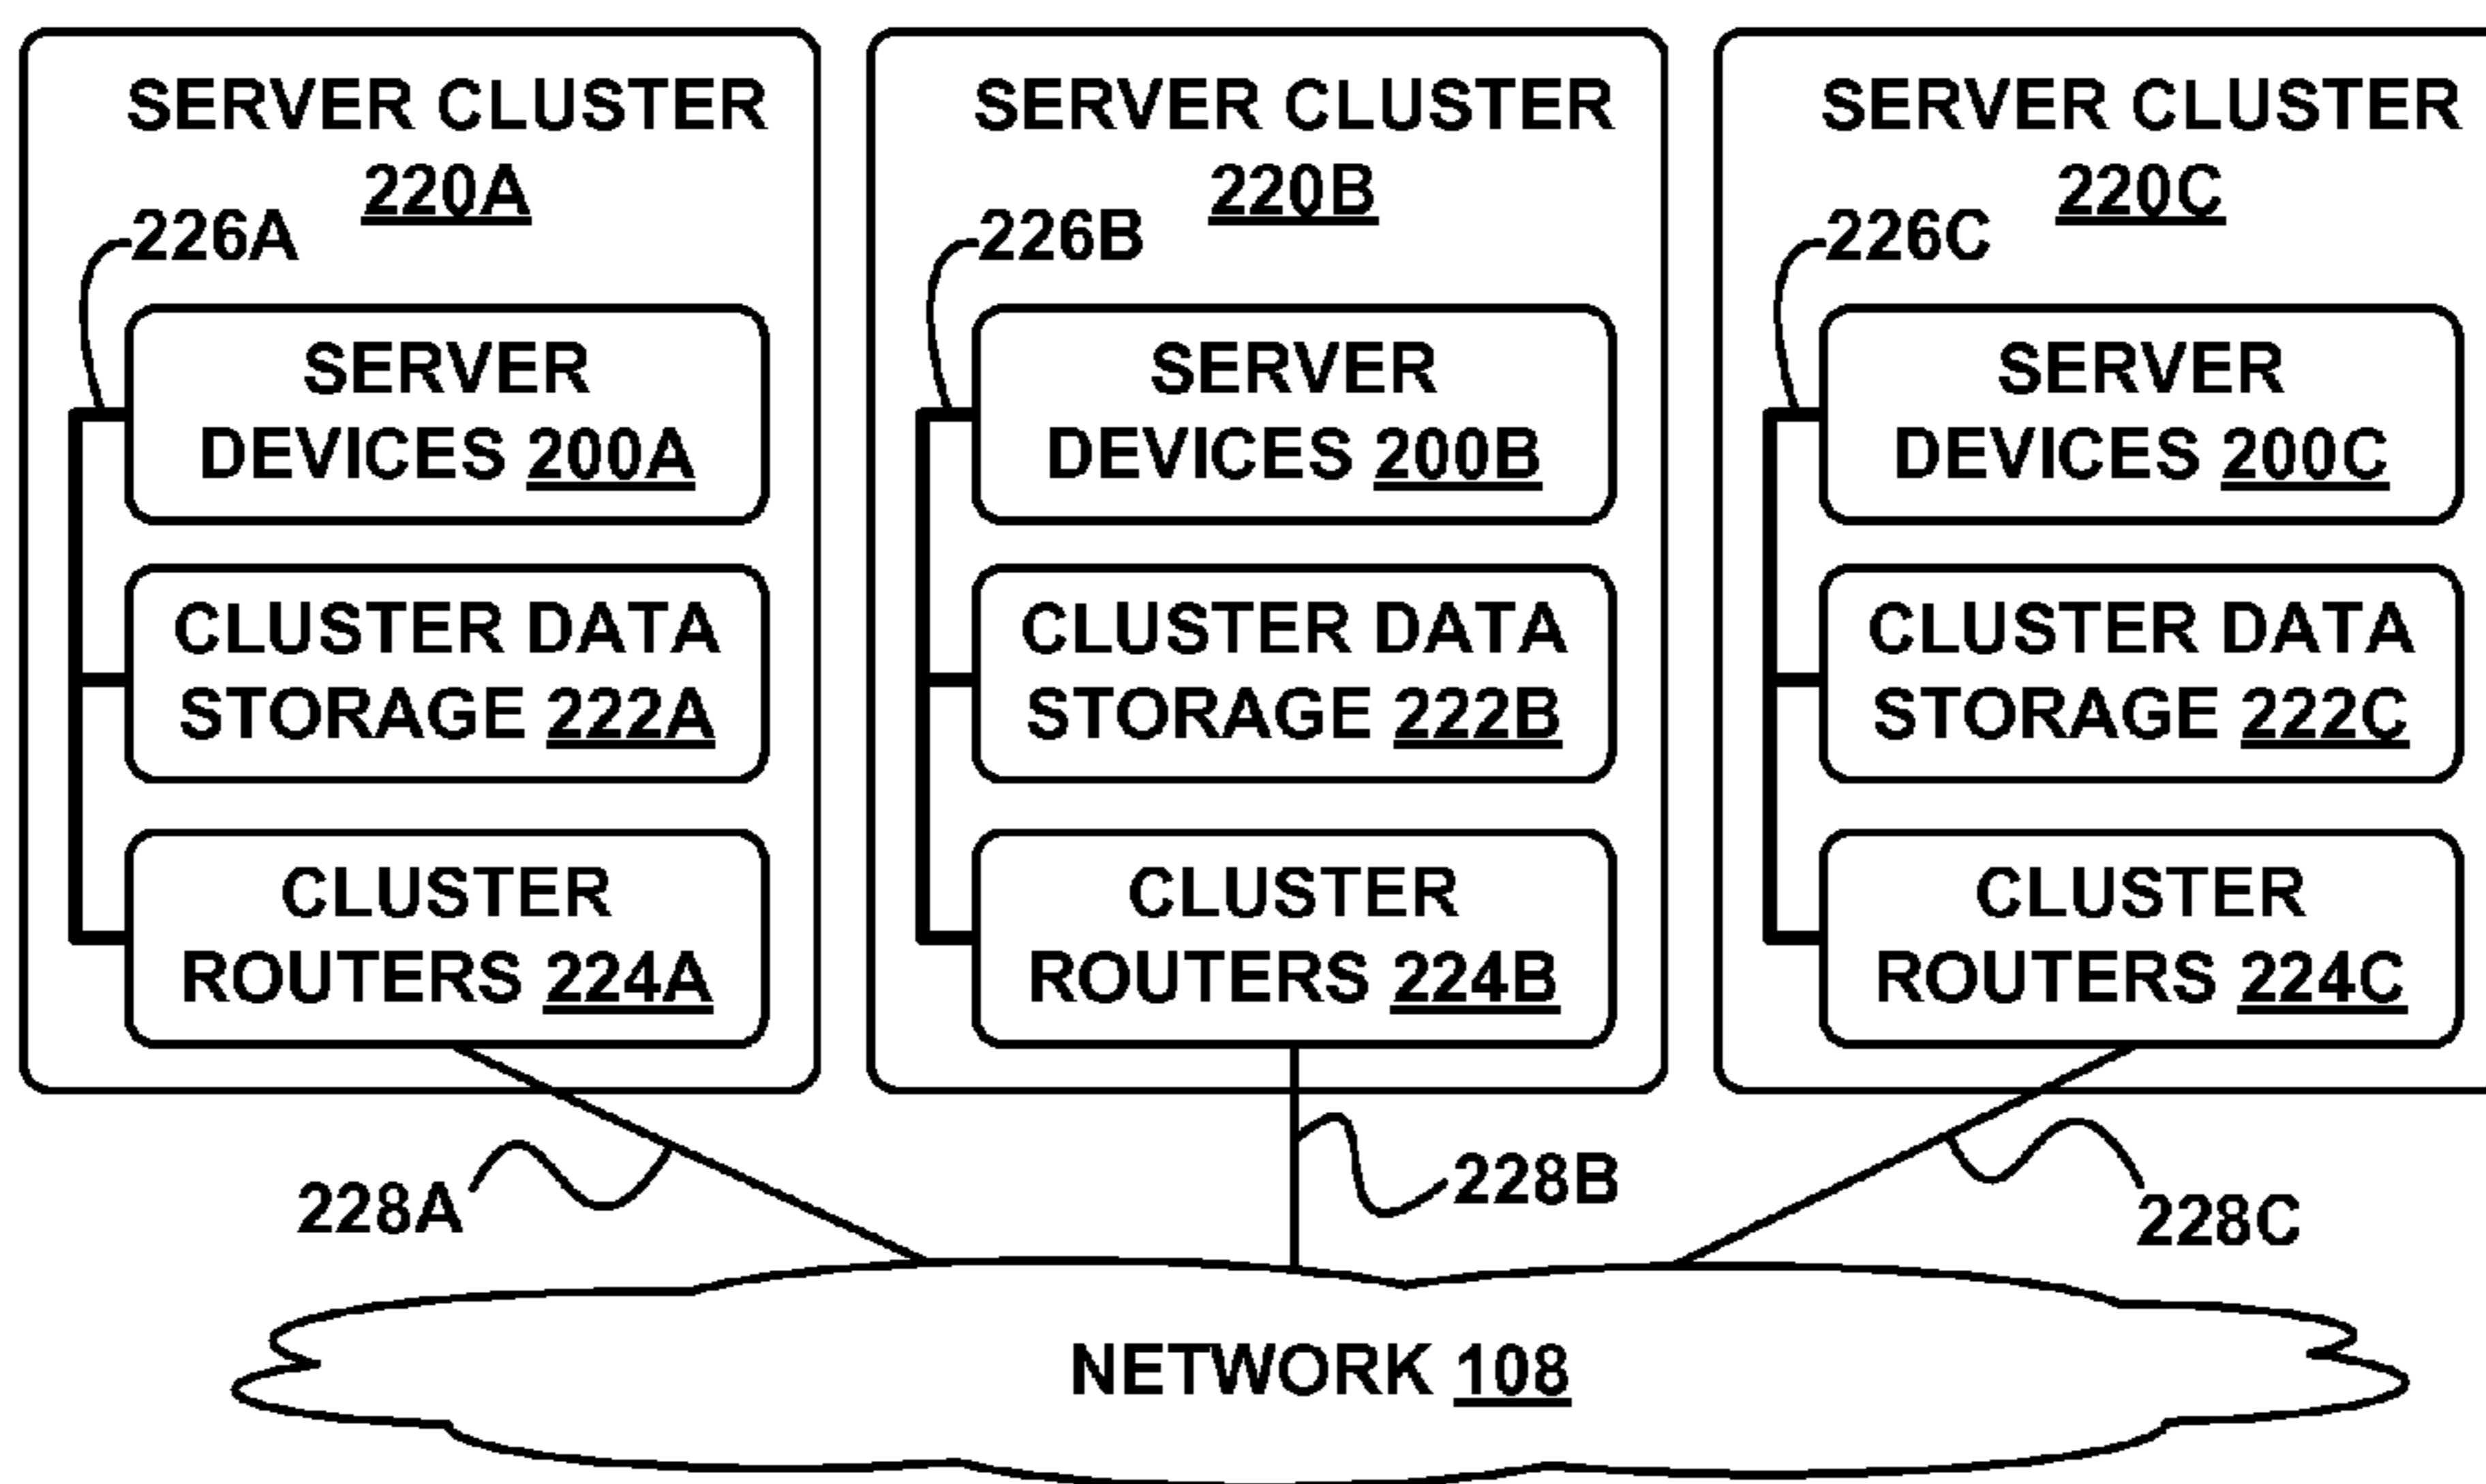 SERVER CLUSTER
220A
226A
SERVER
DEVICES 200A
CLUSTER DATA
STORAGE 222A
CLUSTER
ROUTERS 224A
SERVER CLUSTER
220B
226B
SERVER
DEVICES 200B
CLUSTER DATA
STORAGE 222B
CLUSTER
ROUTERS 224B
SERVER CLUSTER
220C
226C
SERVER
DEVICES 200C
CLUSTER DATA
STORAGE 222C
CLUSTER
ROUTERS 224C
228A
228B
228C
NETWORK 108